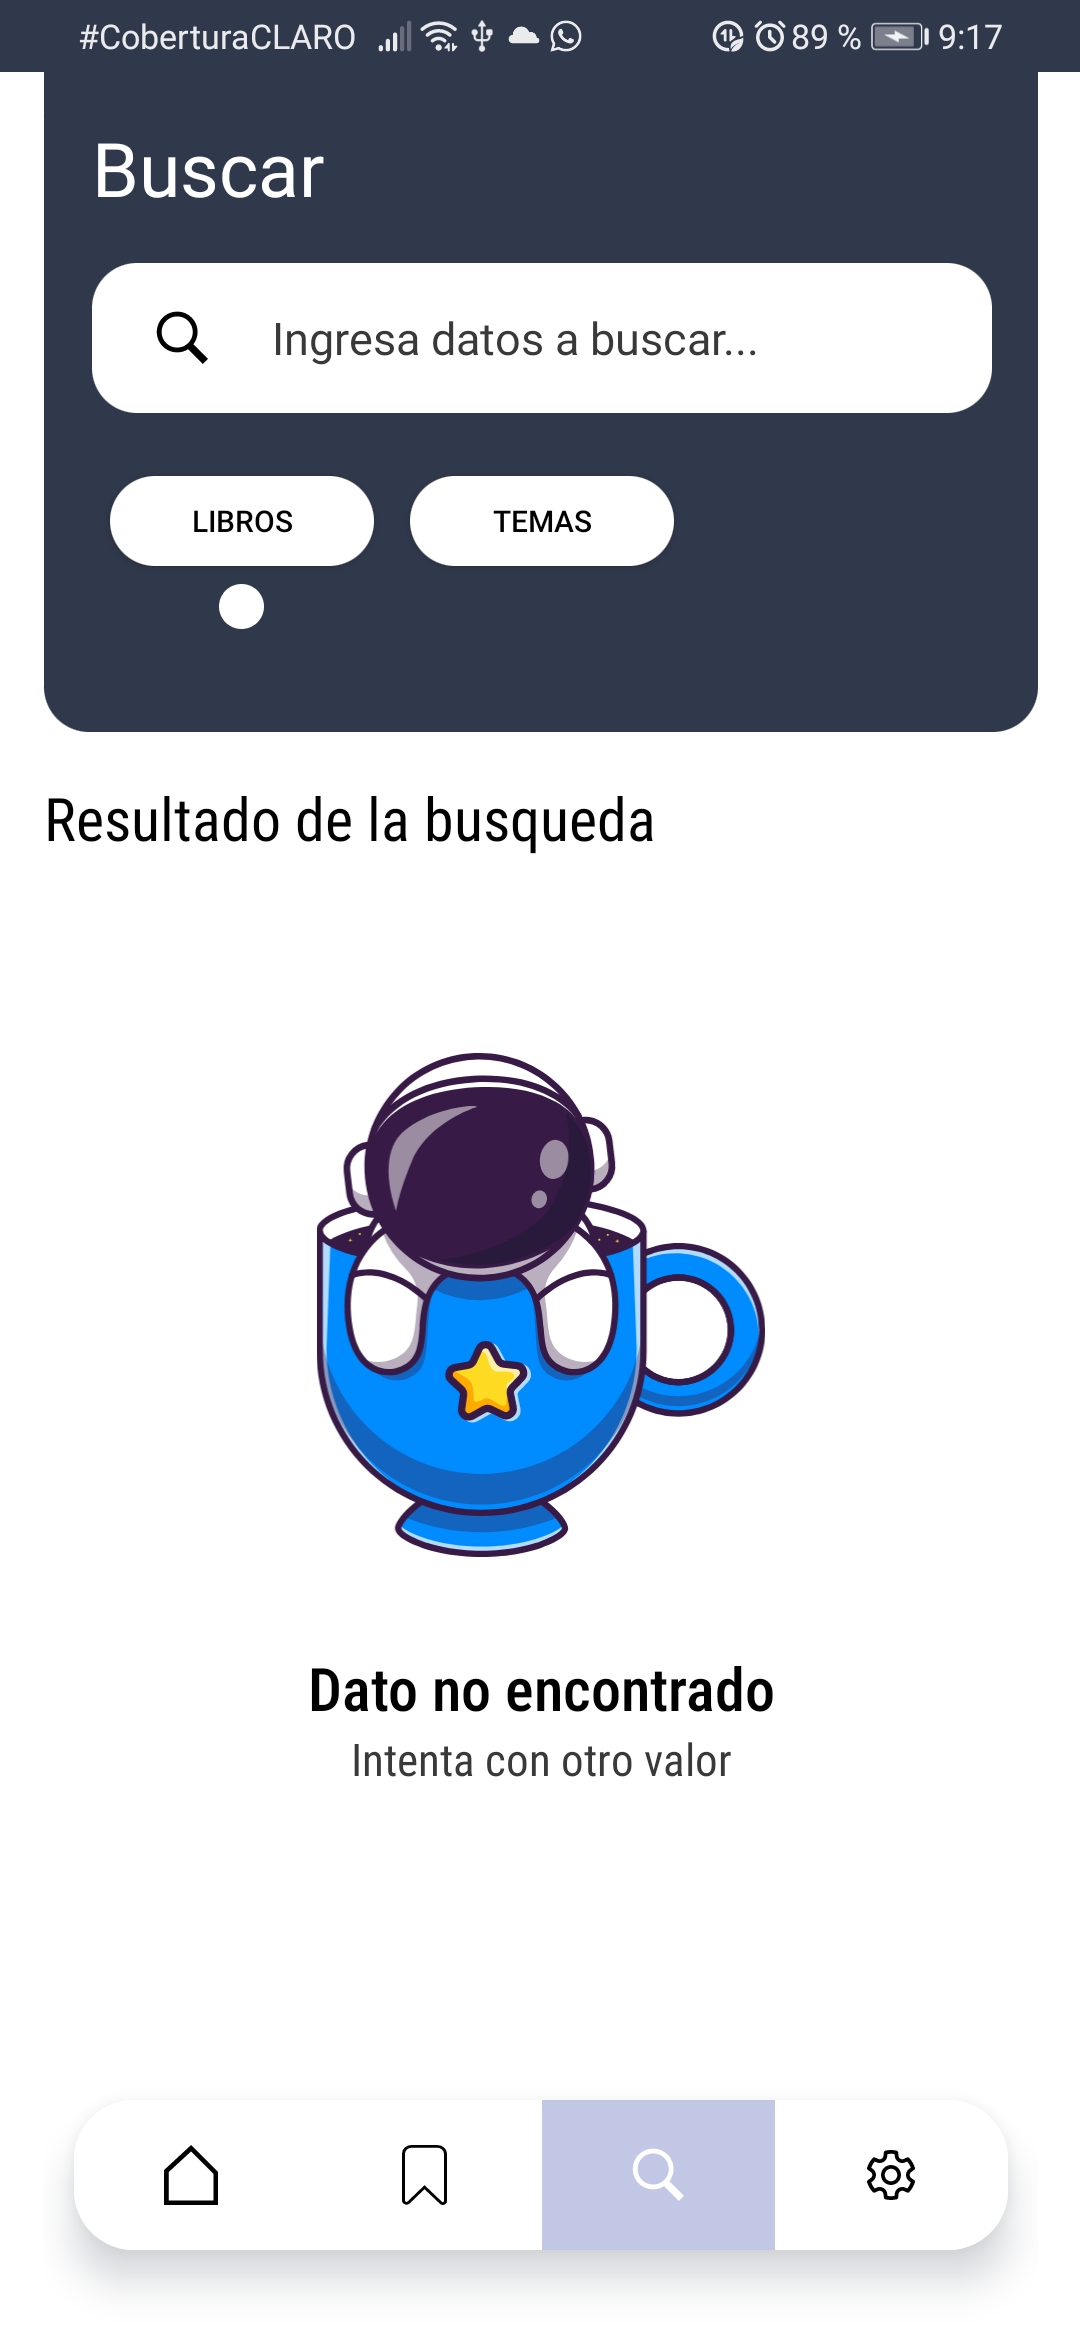 #CoberturaCLARO 89 % 9:17
Buscar
Ingresa datos a buscar...
LIBROS TEMAS
Resultado de la busqueda
Dato no encontrado
Intenta con otro valor